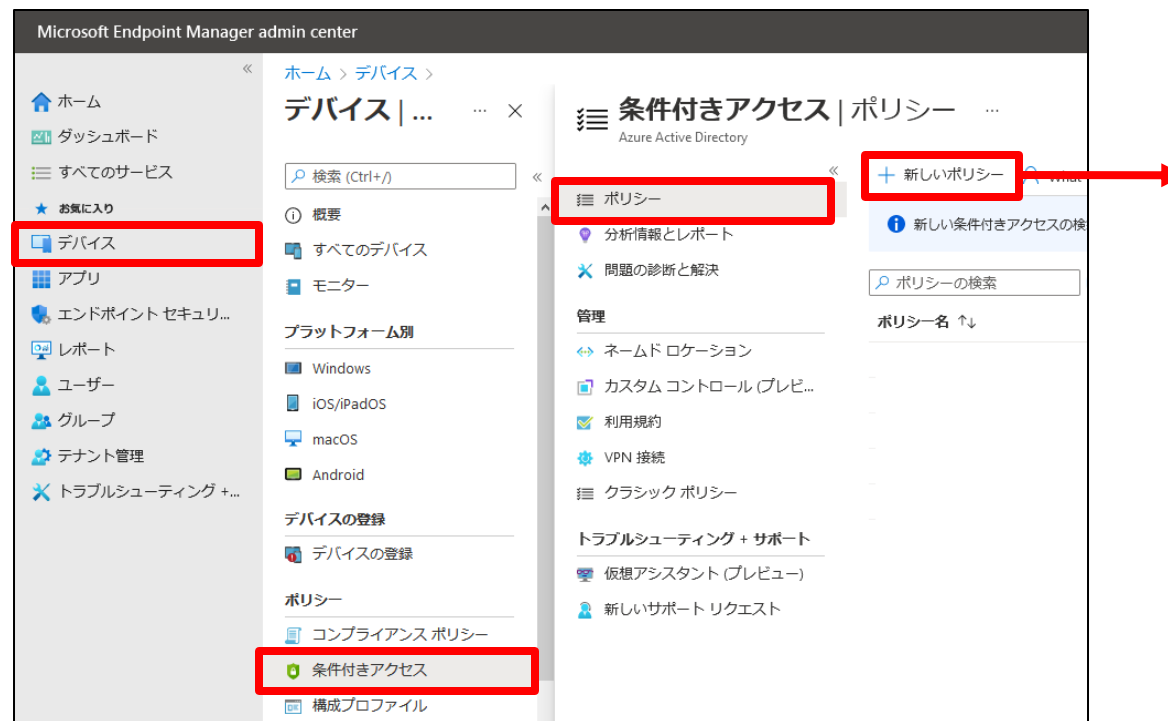 Microsoft Endpoint Manager admin center
«
ホーム
ダッシュボード
すべてのサービス
お気に入り
デバイス
アプリ
エンドポイント セキュリ...
レポート
ユーザー
グループ
テナント管理
トラブルシューティング +...
ホーム > デバイス >
デバイス | ... ... ×
検索 (Ctrl+/)
«
概要
すべてのデバイス
モニター
プラットフォーム別
Windows
iOS/iPadOS
macOS
Android
デバイスの登録
デバイスの登録
ポリシー
コンプライアンス ポリシー
条件付きアクセス
構成プロファイル
条件付きアクセス | ポリシー ...
Azure Active Directory
«
ポリシー
分析情報とレポート
問題の診断と解決
管理
ネームド ロケーション
カスタム コントロール (プレビ...
利用規約
VPN 接続
クラシック ポリシー
トラブルシューティング + サポート
仮想アシスタント (プレビュー)
新しいサポート リクエスト
+ 新しいポリシー
新しい条件付きアクセスの検
ポリシーの検索
ポリシー名 ↑↓